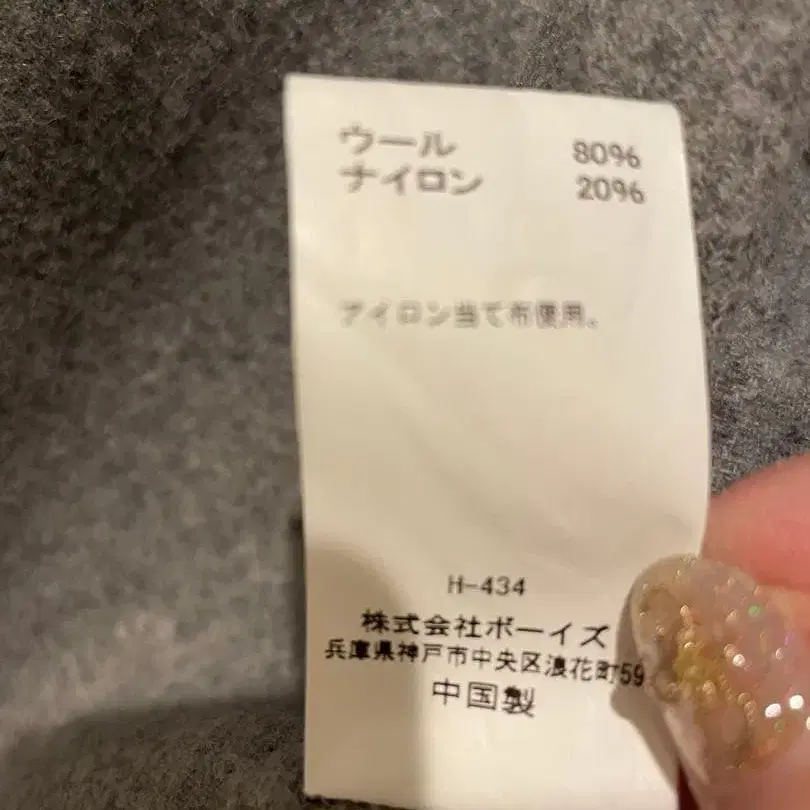 ウール 80%
ナイロン 20%
アイロン当て布使用。
H-434
株式会社ボーイズ
兵庫県神戸市中央区浪花町59
中国製